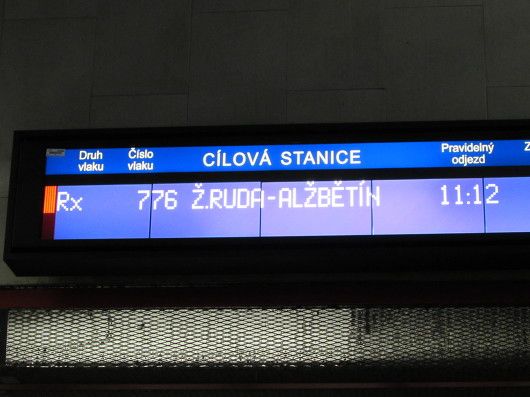 Druh vlaku Číslo vlaku CÍLOVÁ STANICE Pravidelný odjezd
Rx 776 Ž.RUDA-ALŽBĚTÍN 11:12